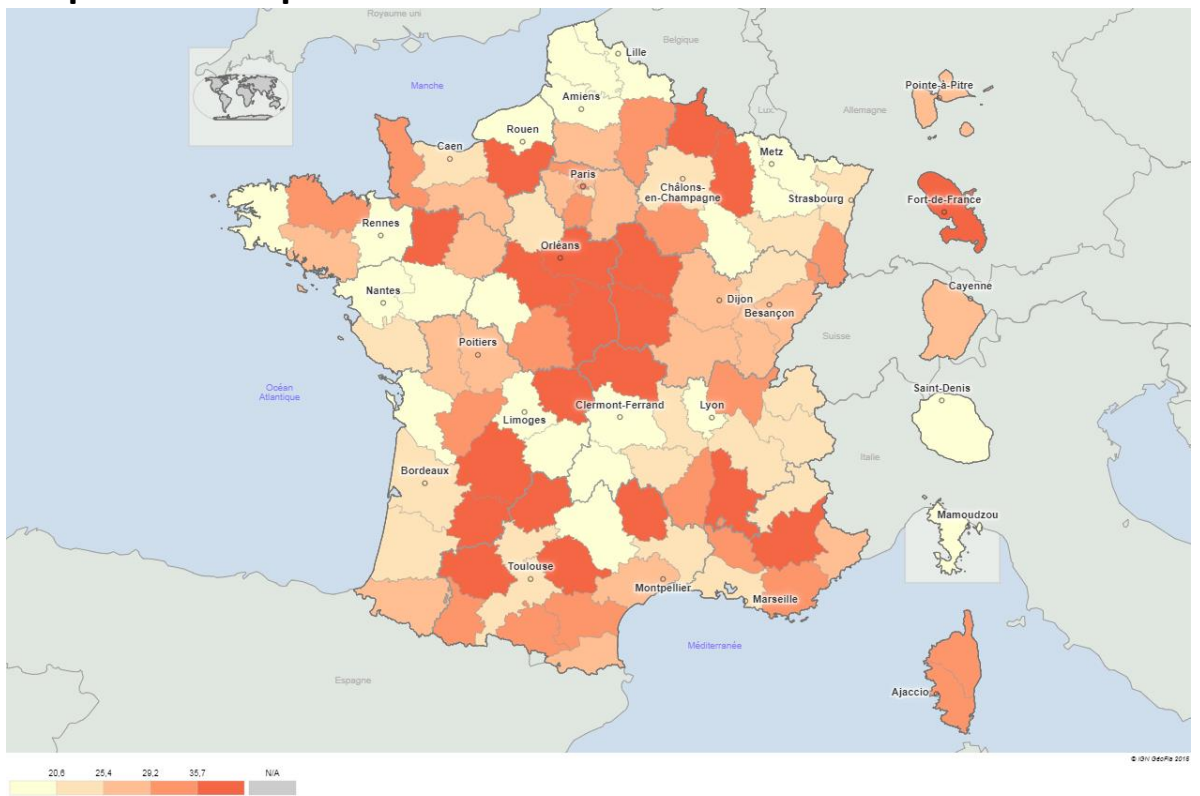 Royaume uni
Belgique
Lille
Manche
Lux.
Allemagne
Pointe-à-Pitre
Amiens
Rouen
Caen
Metz
Paris
Châlons-
en-Champagne
Strasbourg
Fort-de-France
Rennes
Orléans
Nantes
Dijon
Besançon
Cayenne
Suisse
Poitiers
Océan
Atlantique
Saint-Denis
Limoges
Clermont-Ferrand
Lyon
Italie
Bordeaux
Mamoudzou
Toulouse
Montpellier
Marseille
Méditerranée
Espagne
Ajaccio
© IGN GéoFla 2016
20,6 25,4 29,2 35,7 N/A